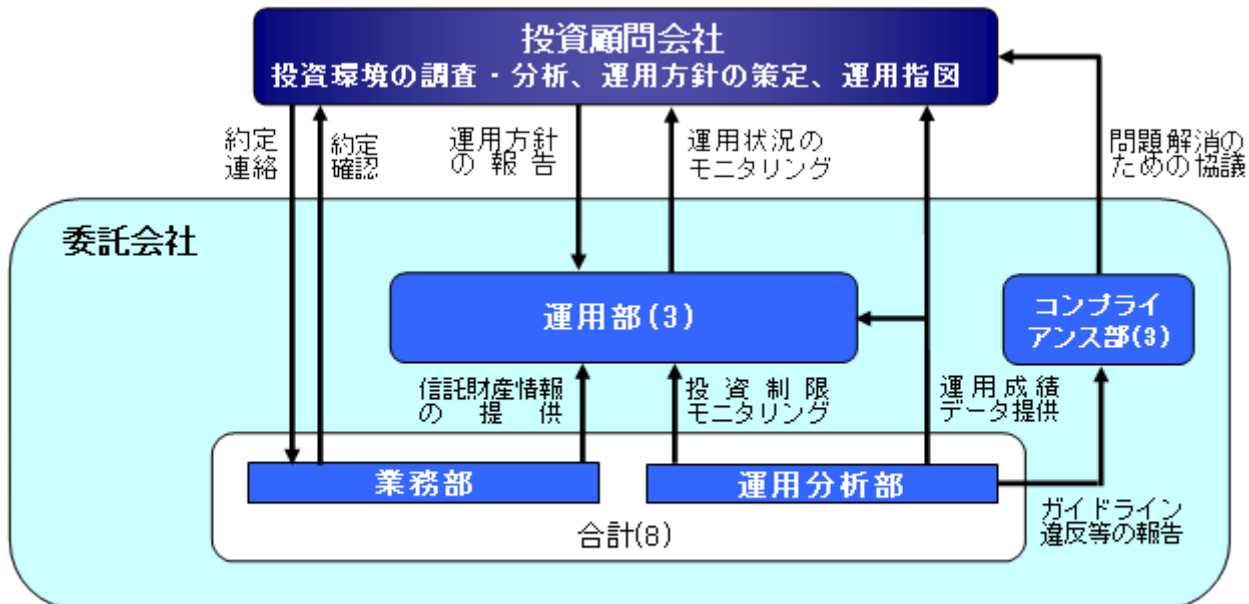 投資顧問会社
投資環境の調査・分析、運用方針の策定、運用指図
約定
連絡
約定
確認
運用方針
の報告
運用状況の
モニタリング
問題解消の
ための協議
委託会社
運用部(3)
コンプライ
アンス部(3)
信託財産情報
の提供
投資制限
モニタリング
運用成績
データ提供
業務部
運用分析部
合計(8)
ガイドライン
違反等の報告